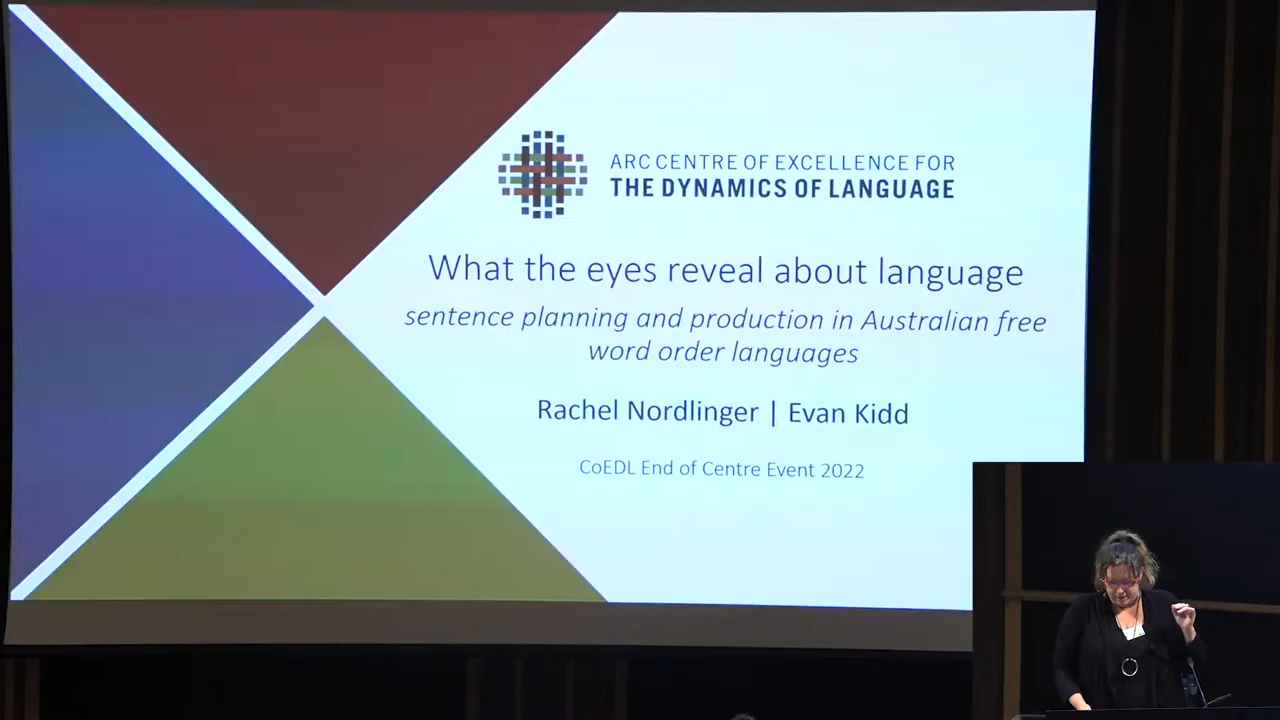 ARC CENTRE OF EXCELLENCE FOR
THE DYNAMICS OF LANGUAGE
What the eyes reveal about language
sentence planning and production in Australian free
word order languages
Rachel Nordlinger | Evan Kidd
CoEDL End of Centre Event 2022